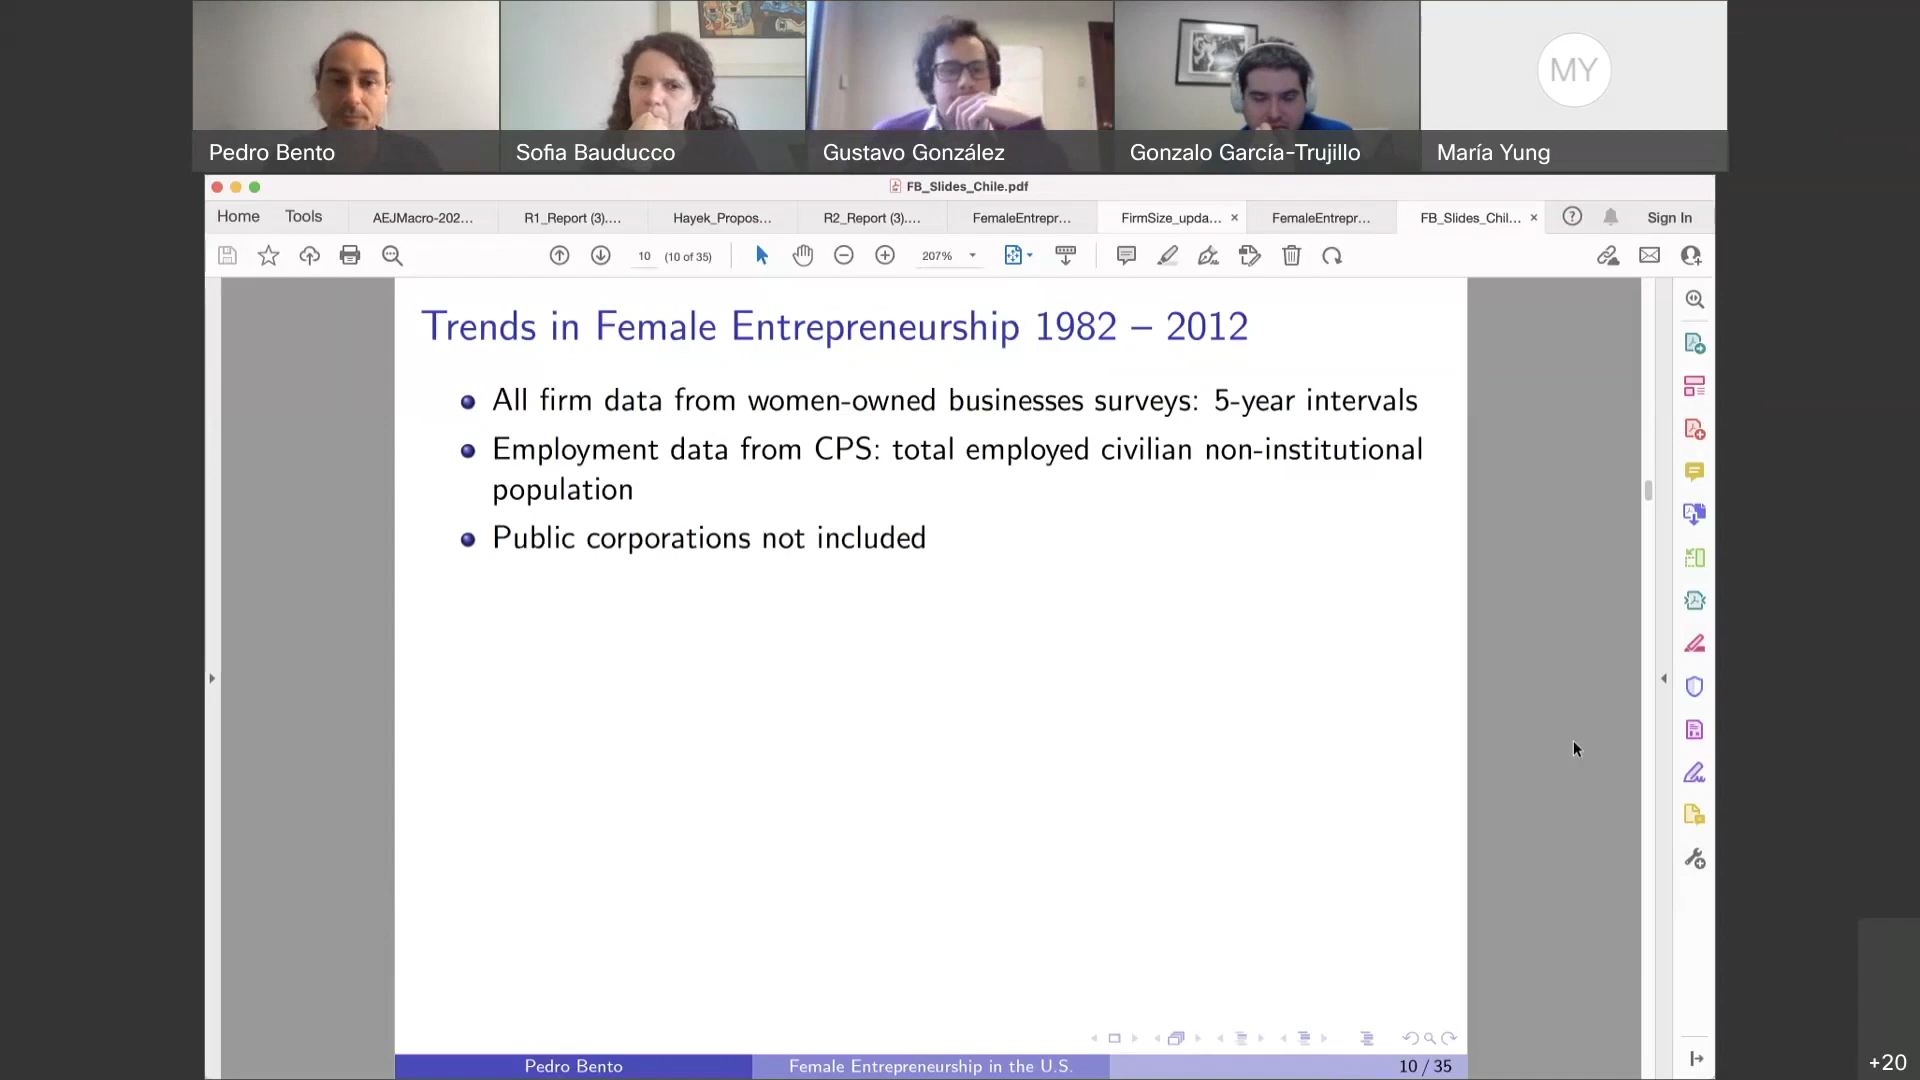 MY
Pedro Bento
Sofia Bauducco
Gustavo González
Gonzalo García-Trujillo
María Yung
FB_Slides_Chile.pdf
Home
Tools
AEJMacro-202...
R1_Report (3)....
Hayek_Propos...
R2_Report (3)....
FemaleEntrepr...
FirmSize_upda...
FemaleEntrepr...
FB_Slides_Chil...
Sign In
10
(10 of 35)
207%
Trends in Female Entrepreneurship 1982 – 2012
All firm data from women-owned businesses surveys: 5-year intervals
Employment data from CPS: total employed civilian non-institutional
population
Public corporations not included
Pedro Bento
Female Entrepreneurship in the U.S.
10 / 35
+20